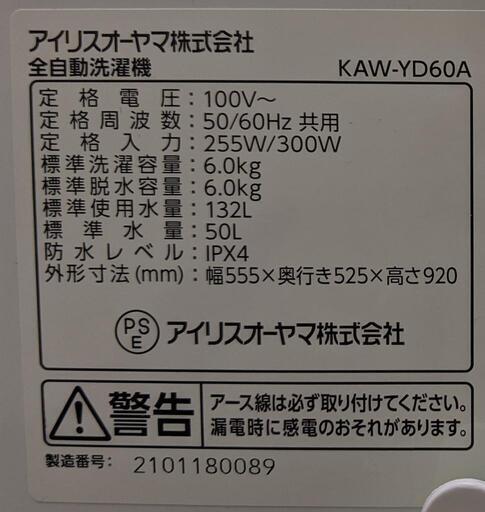 アイリスオーヤマ株式会社
全自動洗濯機 KAW-YD60A
定格電圧:100V〜
定格周波数:50/60Hz 共用
定格入力:255W/300W
標準洗濯容量:6.0kg
標準脱水容量:6.0kg
標準使用水量:132L
標準水量:50L
防水レベル:IPX4
外形寸法(mm):幅555×奥行き525×高さ920
PSE アイリスオーヤマ株式会社
警告
アース線は必ず取り付けてください。
漏電時に感電のおそれがあります。
製造番号:2101180089